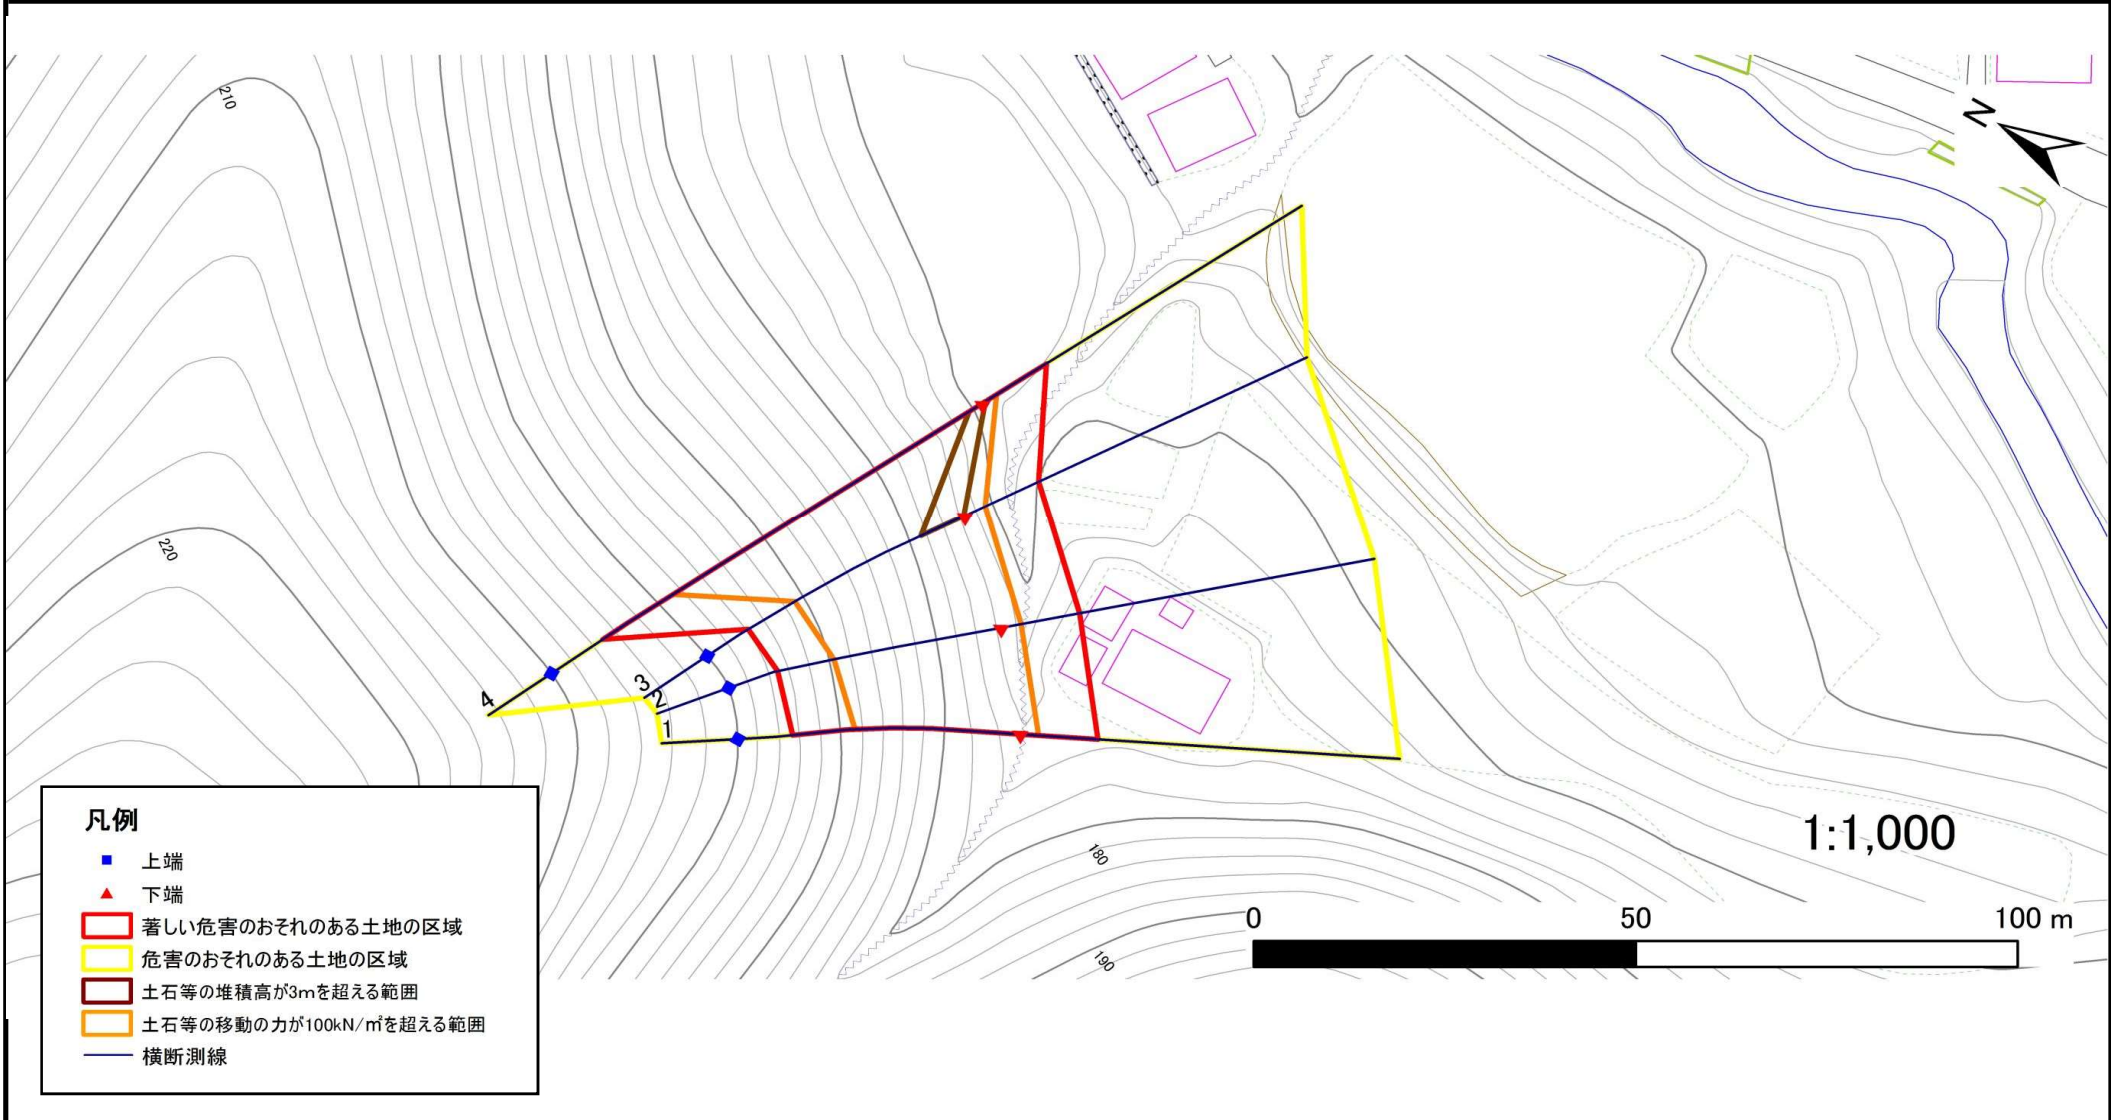 210
N
220
4
3
2
1
凡例
上端
下端
著しい危害のおそれのある土地の区域
危害のおそれのある土地の区域
土石等の堆積高が3mを超える範囲
土石等の移動の力が100kN/㎡を超える範囲
横断測線
180
190
1:1,000
0 50 100 m